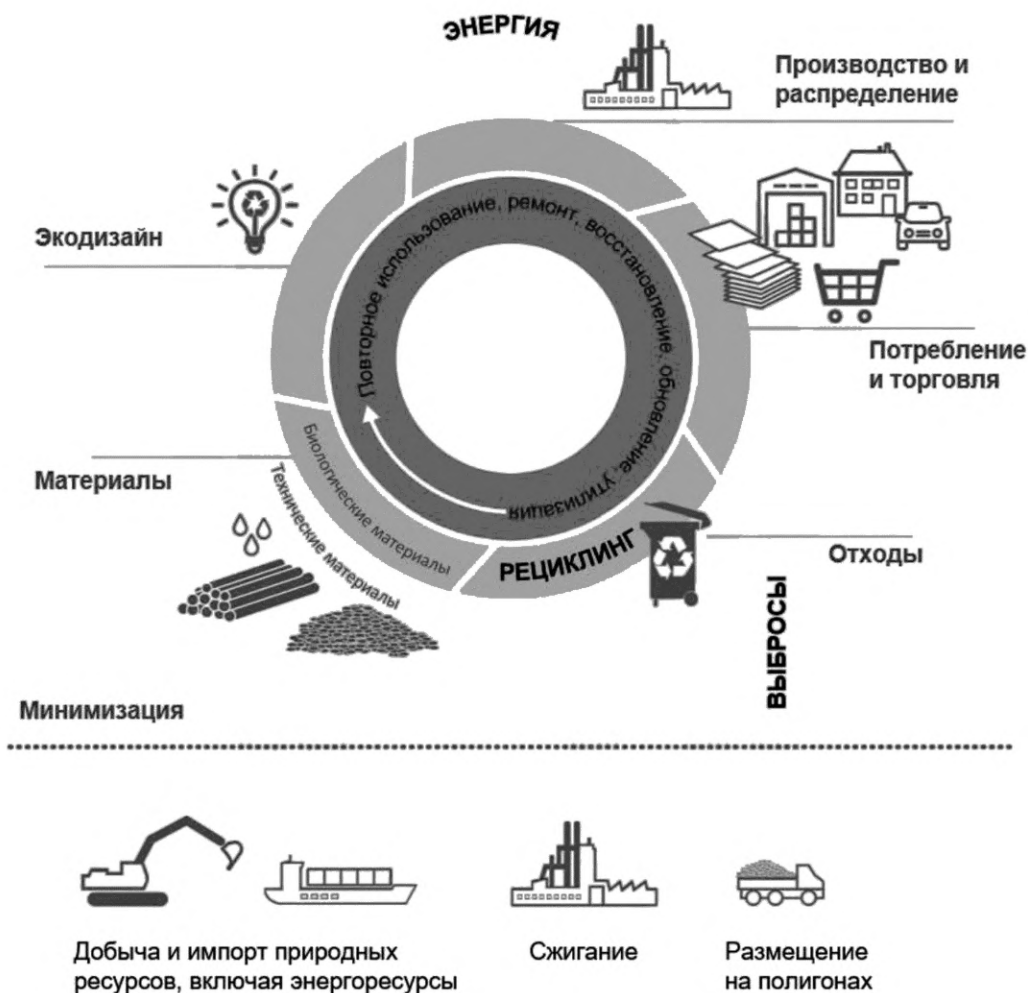 ЭНЕРГИЯ
Производство и
распределение
Экодизайн
Повторное использование, ремонт, восстановление, обновление, утилизация
Потребление
и торговля
Материалы
Биологические материалы
Технические материалы
РЕЦИКЛИНГ
Отходы
ВЫБРОСЫ
Минимизация
Добыча и импорт природных
ресурсов, включая энергоресурсы
Сжигание
Размещение
на полигонах